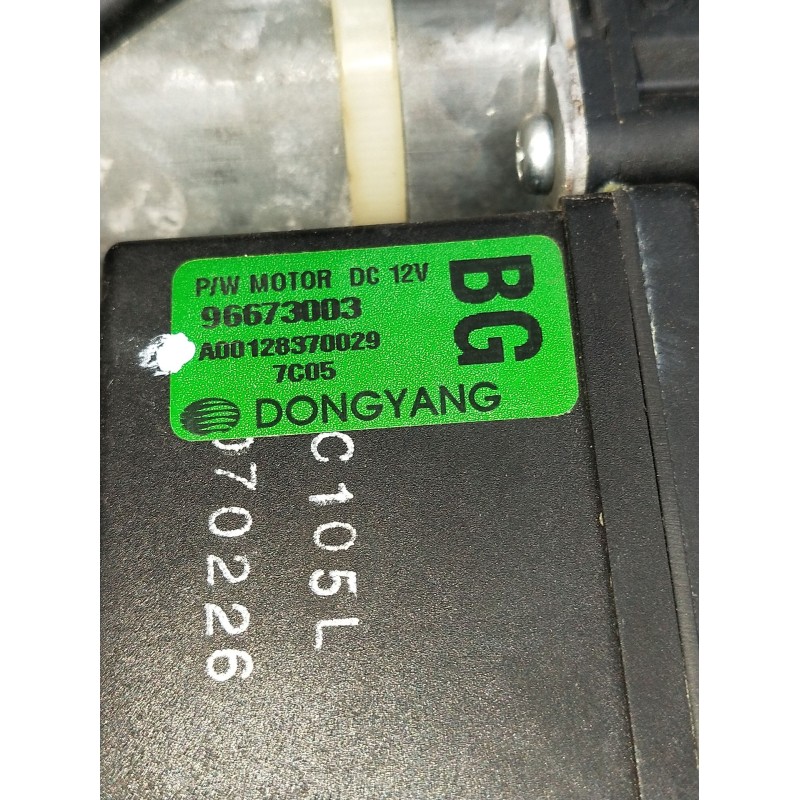 P/W MOTOR DC 12V
96673003
A00128370029
7C05
DONGYANG
BG
C105L
070226